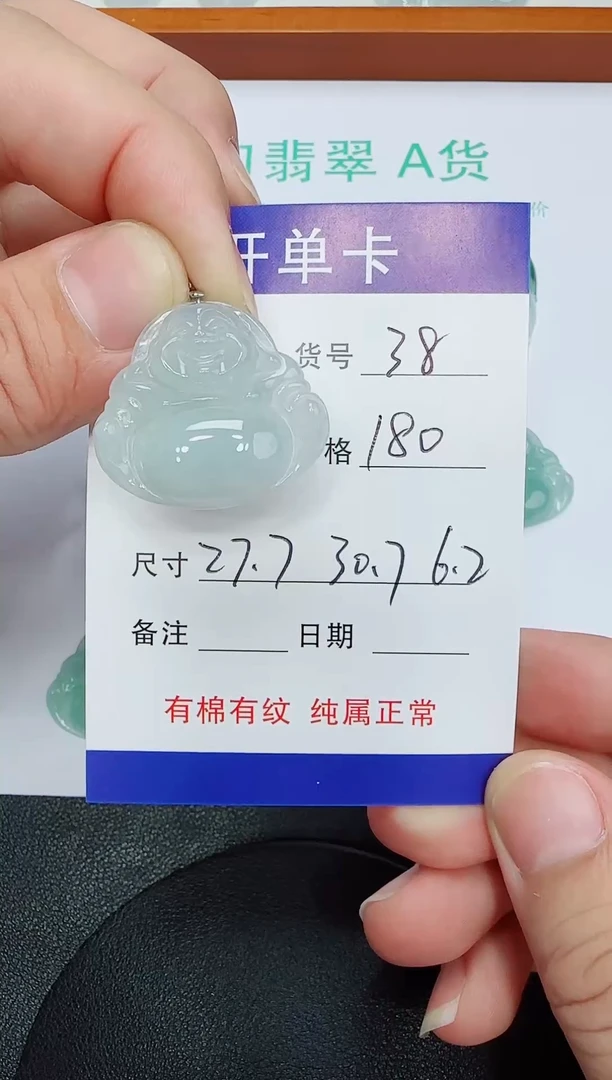 翡翠 A货
价
开单卡
货号 38
格 180
尺寸 27.7 30.7 6.2
备注 日期
有棉有纹 纯属正常